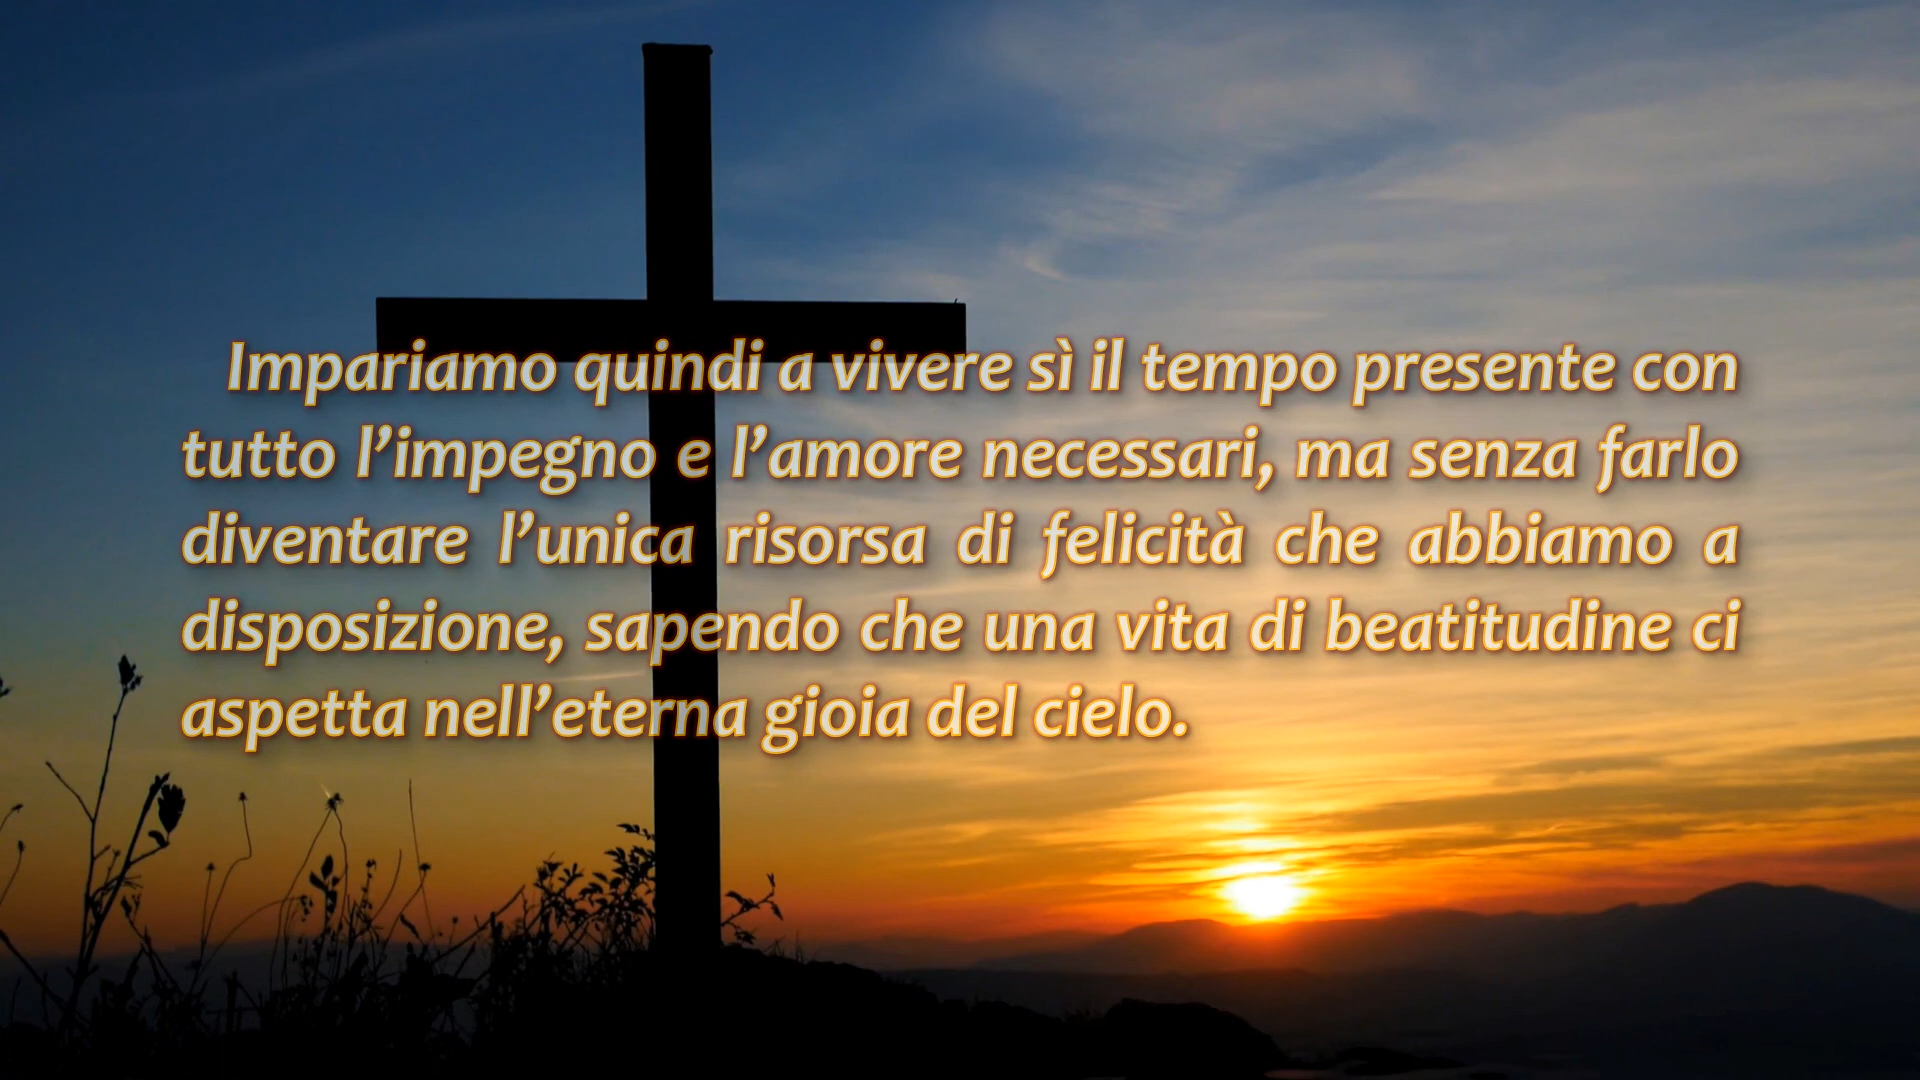 Impariamo quindi a vivere sì il tempo presente con
tutto l’impegno e l’amore necessari, ma senza farlo
diventare l’unica risorsa di felicità che abbiamo a
disposizione, sapendo che una vita di beatitudine ci
aspetta nell’eterna gioia del cielo.